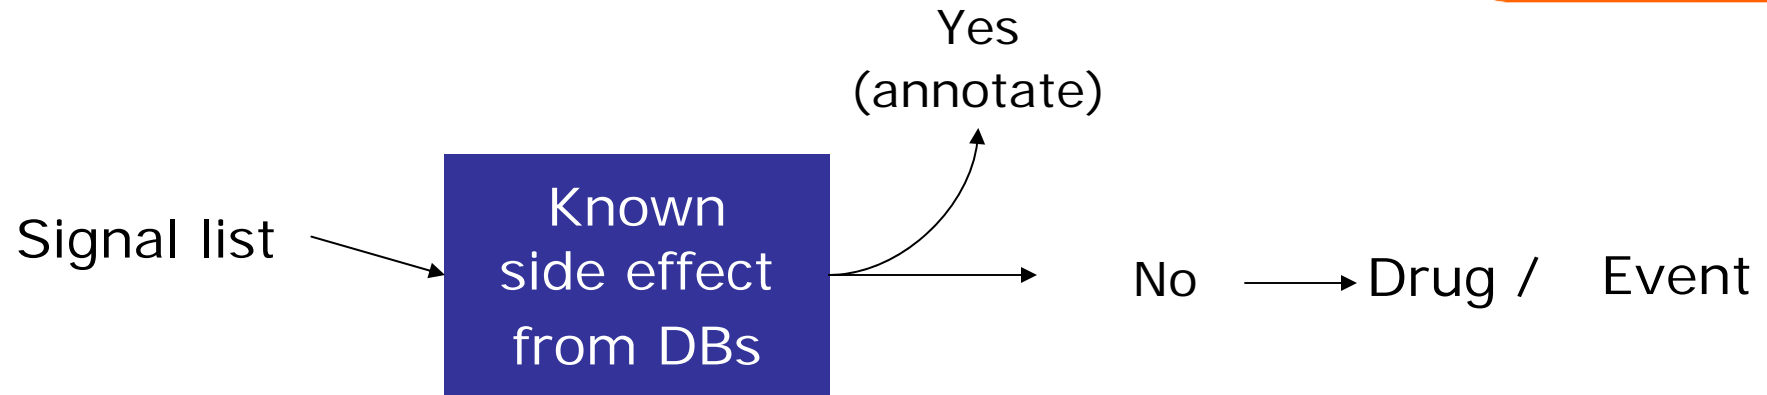 Yes
(annotate)
Signal list
Known
side effect
from DBs
No
Drug / Event